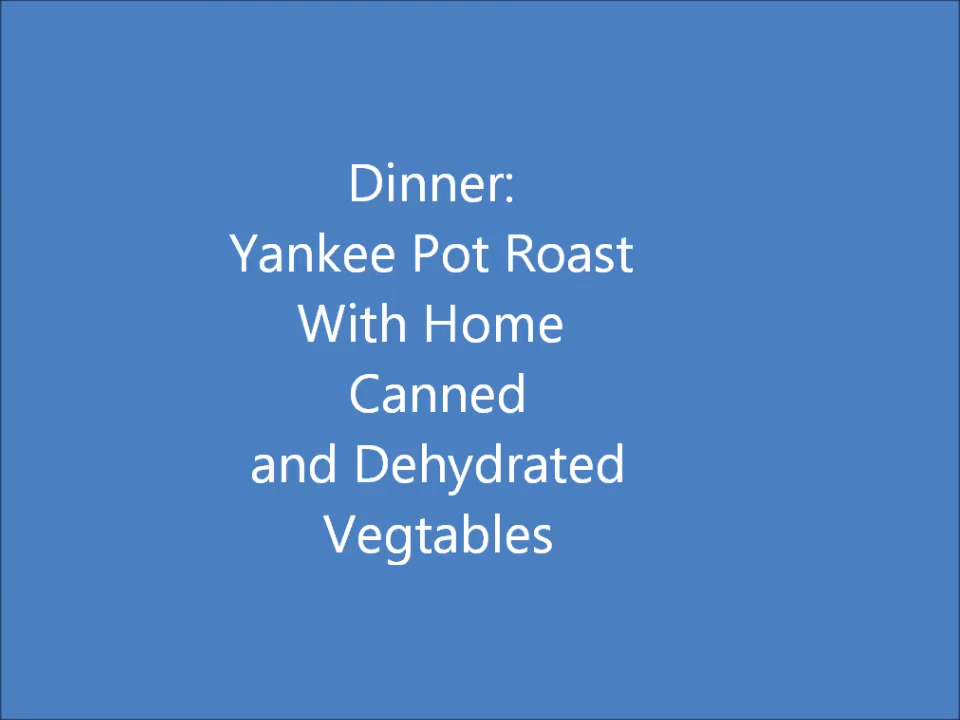 Dinner:
Yankee Pot Roast
With Home
Canned
and Dehydrated
Vegtables